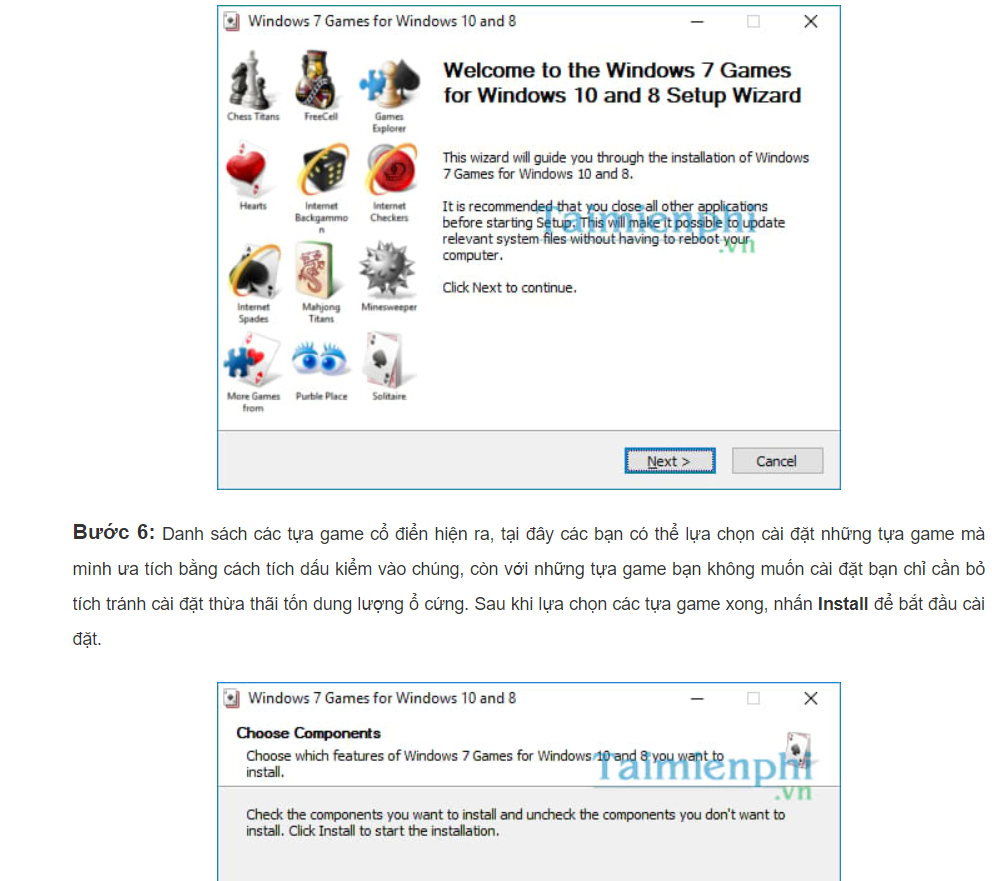 Windows 7 Games for Windows 10 and 8
Chess Titans
FreeCell
Games
Explorer
Hearts
Internet
Backgammo
n
Internet
Checkers
Internet
Spades
Mahjong
Titans
Minesweeper
More Games
from
Purble Place
Solitaire
Welcome to the Windows 7 Games
for Windows 10 and 8 Setup Wizard
This wizard will guide you through the installation of Windows
7 Games for Windows 10 and 8.
It is recommended that you close all other applications
before starting Setup. This will make it possible to update
relevant system files without having to reboot your
computer.
Taimienphi
.vn
Click Next to continue.
Next >
Cancel
Bước 6: Danh sách các tựa game cổ điển hiện ra, tại đây các bạn có thể lựa chọn cài đặt những tựa game mà
mình ưa tích bằng cách tích dấu kiểm vào chúng, còn với những tựa game bạn không muốn cài đặt bạn chỉ cần bỏ
tích tránh cài đặt thừa thãi tốn dung lượng ổ cứng. Sau khi lựa chọn các tựa game xong, nhấn Install để bắt đầu cài
đặt.
Windows 7 Games for Windows 10 and 8
Choose Components
Choose which features of Windows 7 Games for Windows 10 and 8 you want to
install.
Taimienphi
.vn
Check the components you want to install and uncheck the components you don't want to
install. Click Install to start the installation.